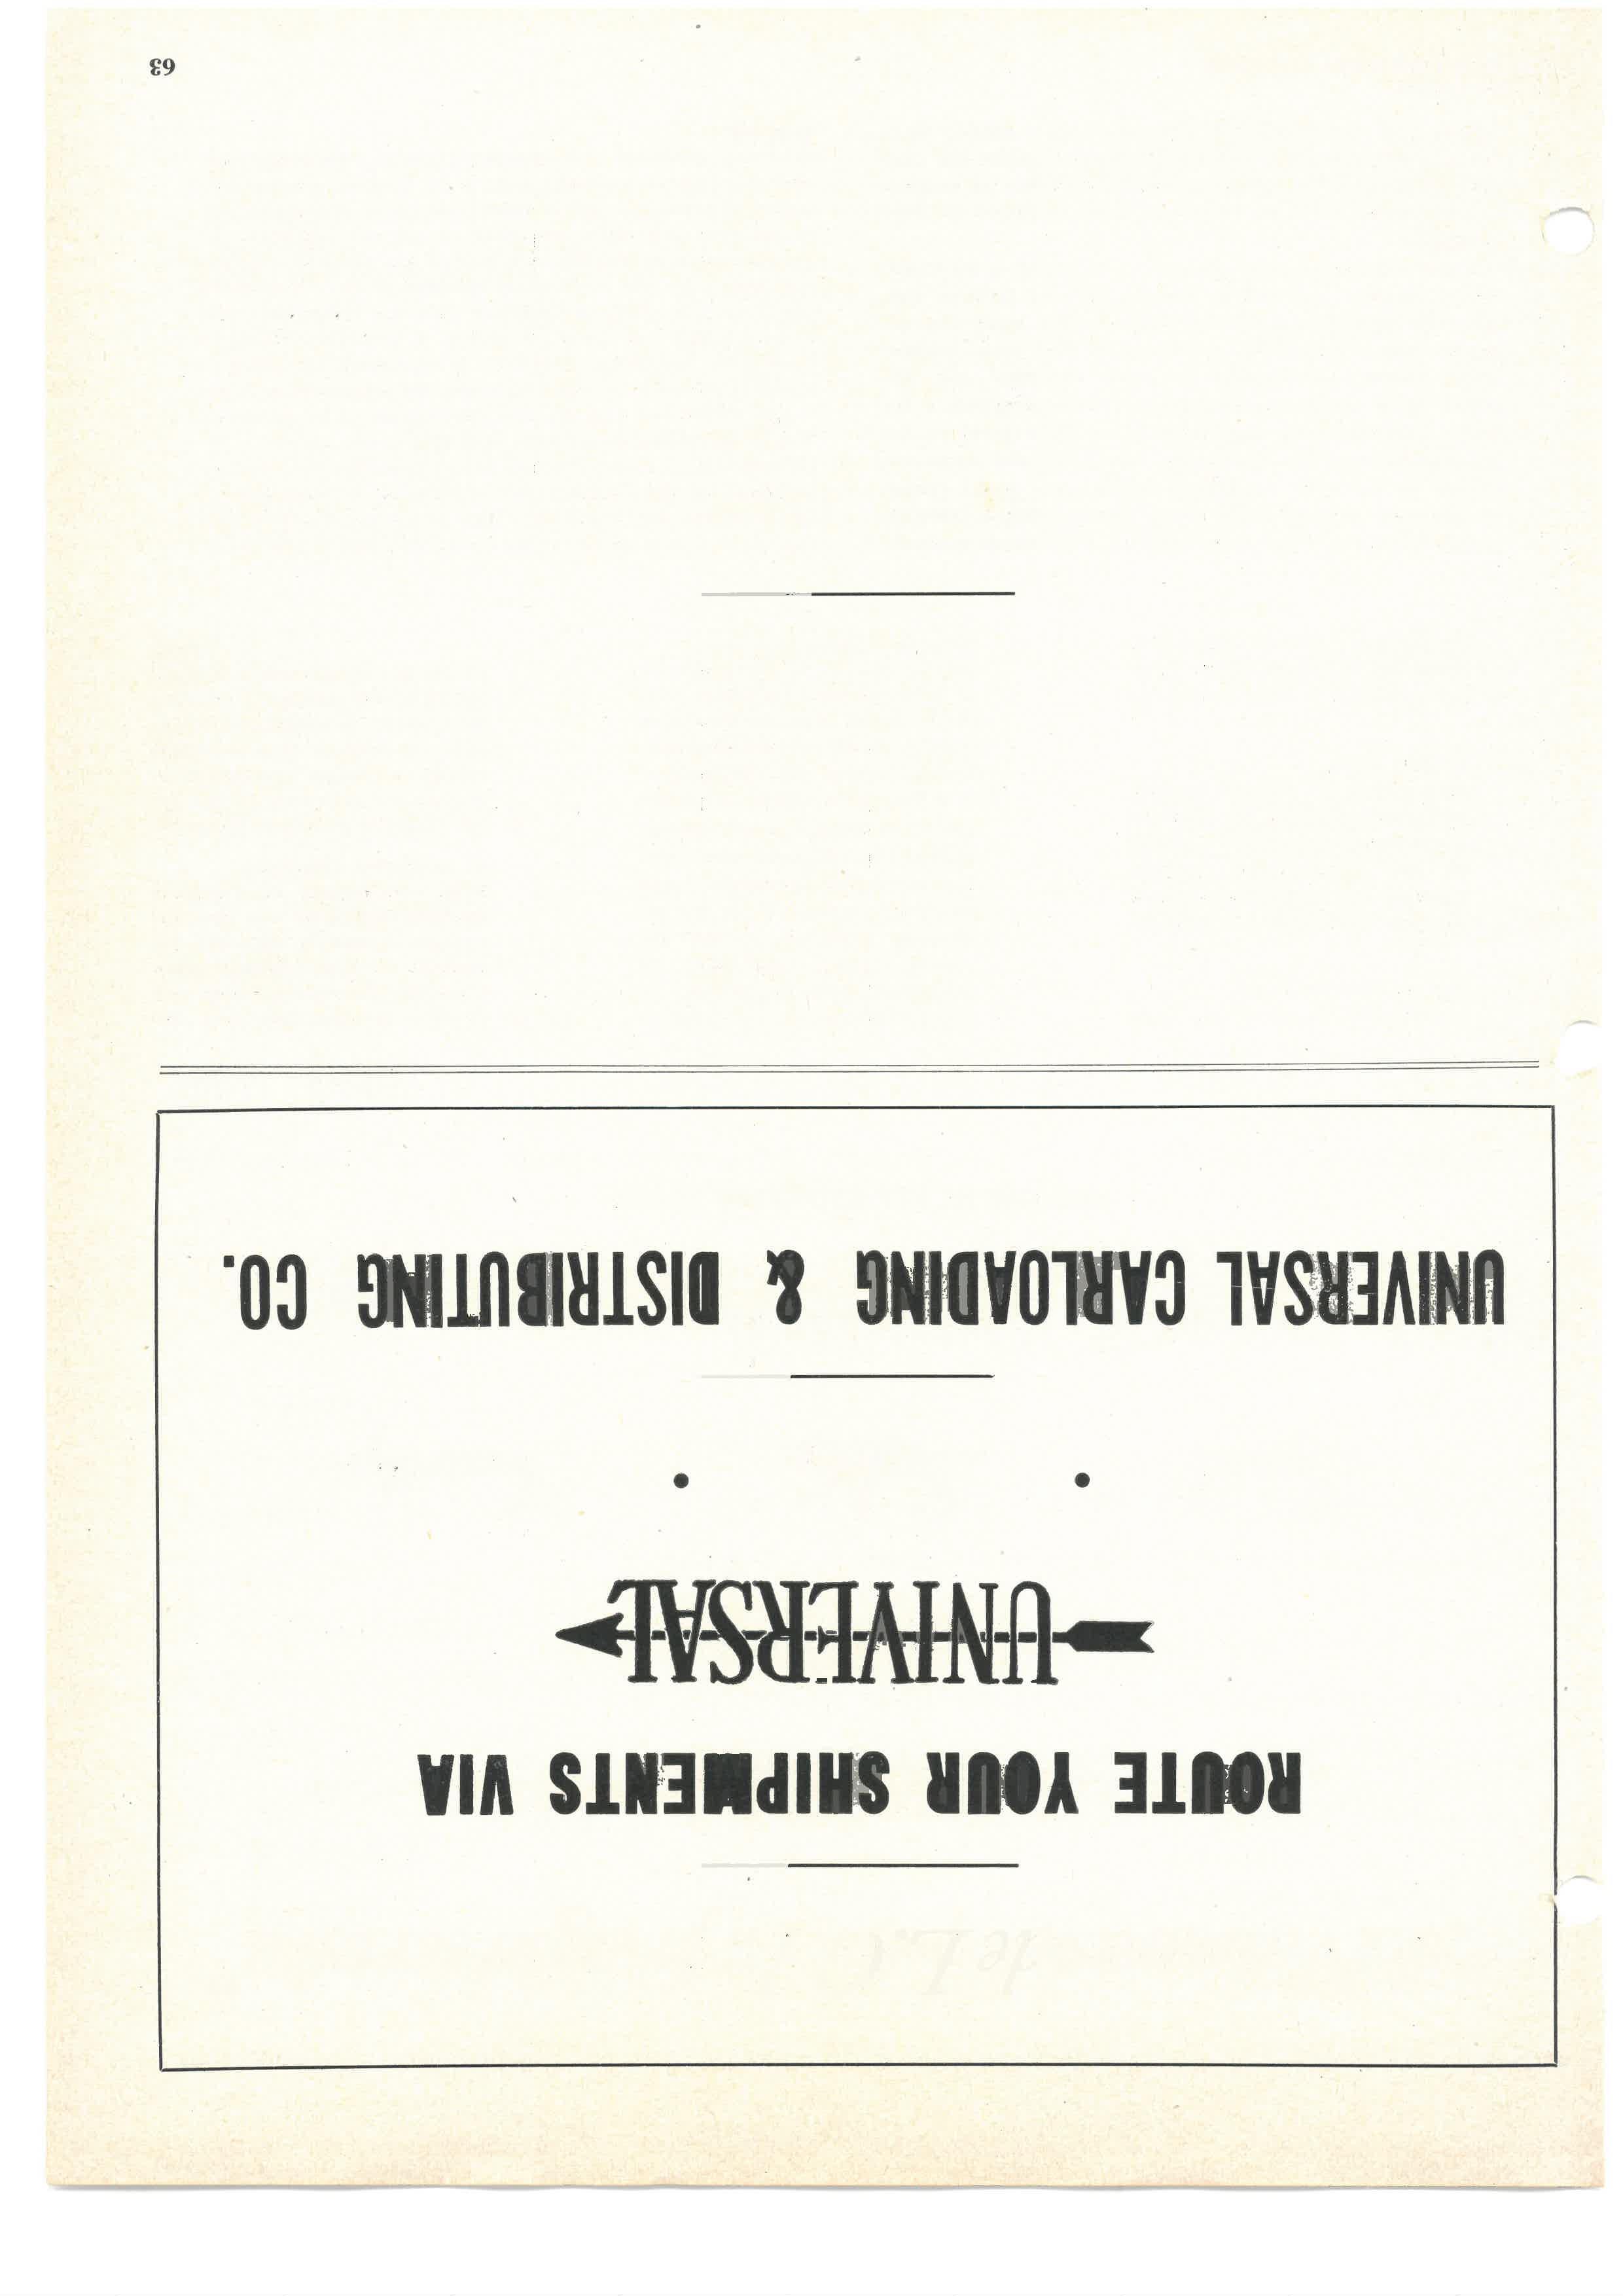 ROUTE YOUR SHIPMENTS VIA
UNIVERSAL
UNIVERSAL CARLOADING & DISTRIBUTING CO.
63